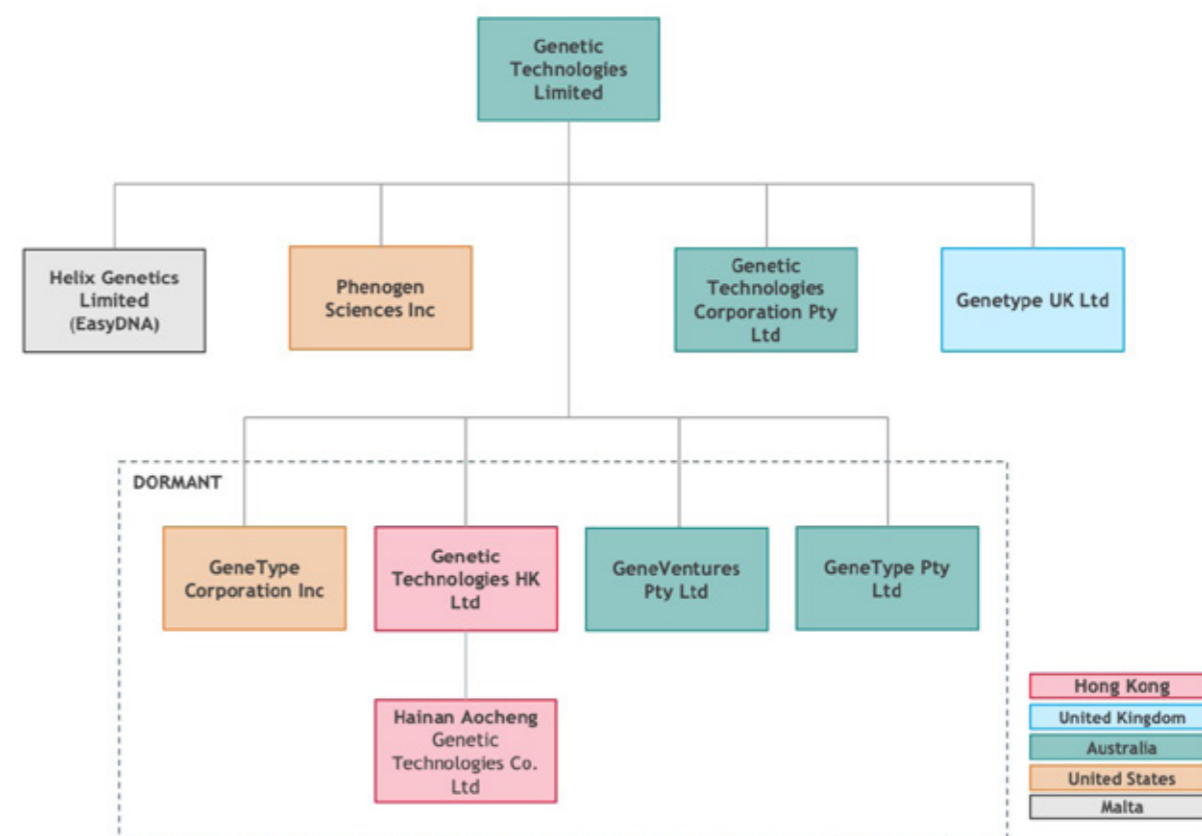 Genetic
Technologies
Limited
Helix Genetics
Limited
(EasyDNA)
Phenogen
Sciences Inc
Genetic
Technologies
Corporation Pty
Ltd
Genetype UK Ltd
DORMANT
GeneType
Corporation Inc
Genetic
Technologies HK
Ltd
GeneVentures
Pty Ltd
GeneType Pty
Ltd
Hainan Aocheng
Genetic
Technologies Co.
Ltd
Hong Kong
United Kingdom
Australia
United States
Malta